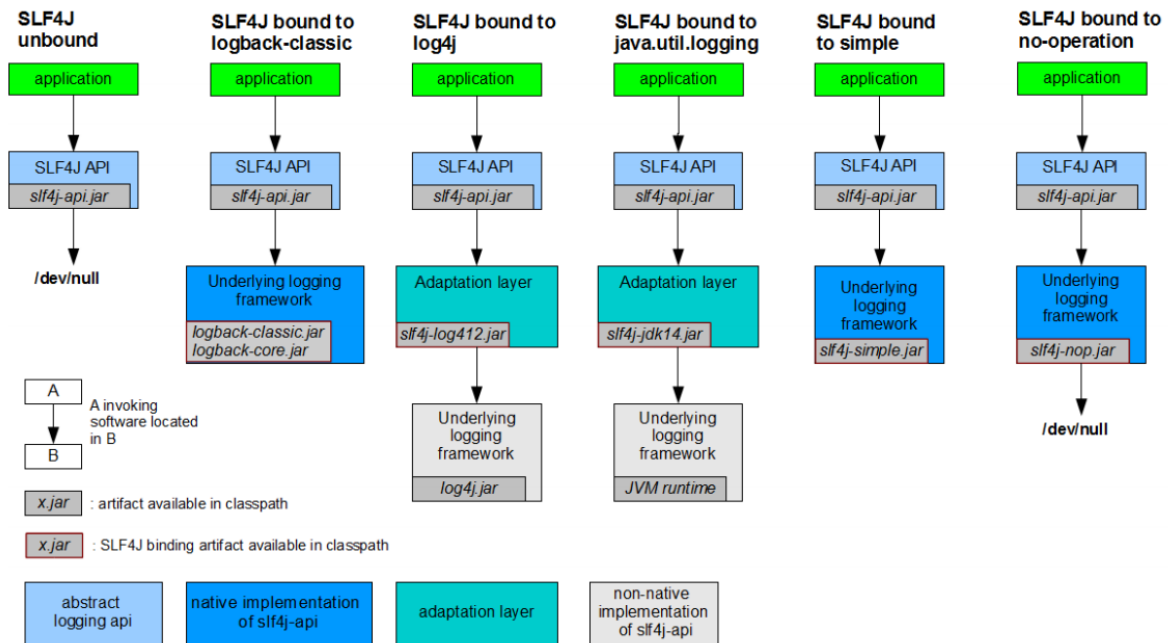 SLF4J
unbound
application
SLF4J API
slf4j-api.jar
/dev/null
SLF4J bound to
logback-classic
application
SLF4J API
slf4j-api.jar
Underlying logging
framework
logback-classic.jar
logback-core.jar
SLF4J bound to
log4j
application
SLF4J API
slf4j-api.jar
Adaptation layer
slf4j-log412.jar
Underlying
logging
framework
log4j.jar
SLF4J bound to
java.util.logging
application
SLF4J API
slf4j-api.jar
Adaptation layer
slf4j-jdk14.jar
Underlying
logging
framework
JVM runtime
SLF4J bound
to simple
application
SLF4J API
slf4j-api.jar
Underlying
logging
framework
slf4j-simple.jar
SLF4J bound to
no-operation
application
SLF4J API
slf4j-api.jar
Underlying
logging
framework
slf4j-nop.jar
/dev/null
A
B
A invoking
software located
in B
x.jar : artifact available in classpath
x.jar : SLF4J binding artifact available in classpath
abstract
logging api
native implementation
of slf4j-api
adaptation layer
non-native
implementation
of slf4j-api